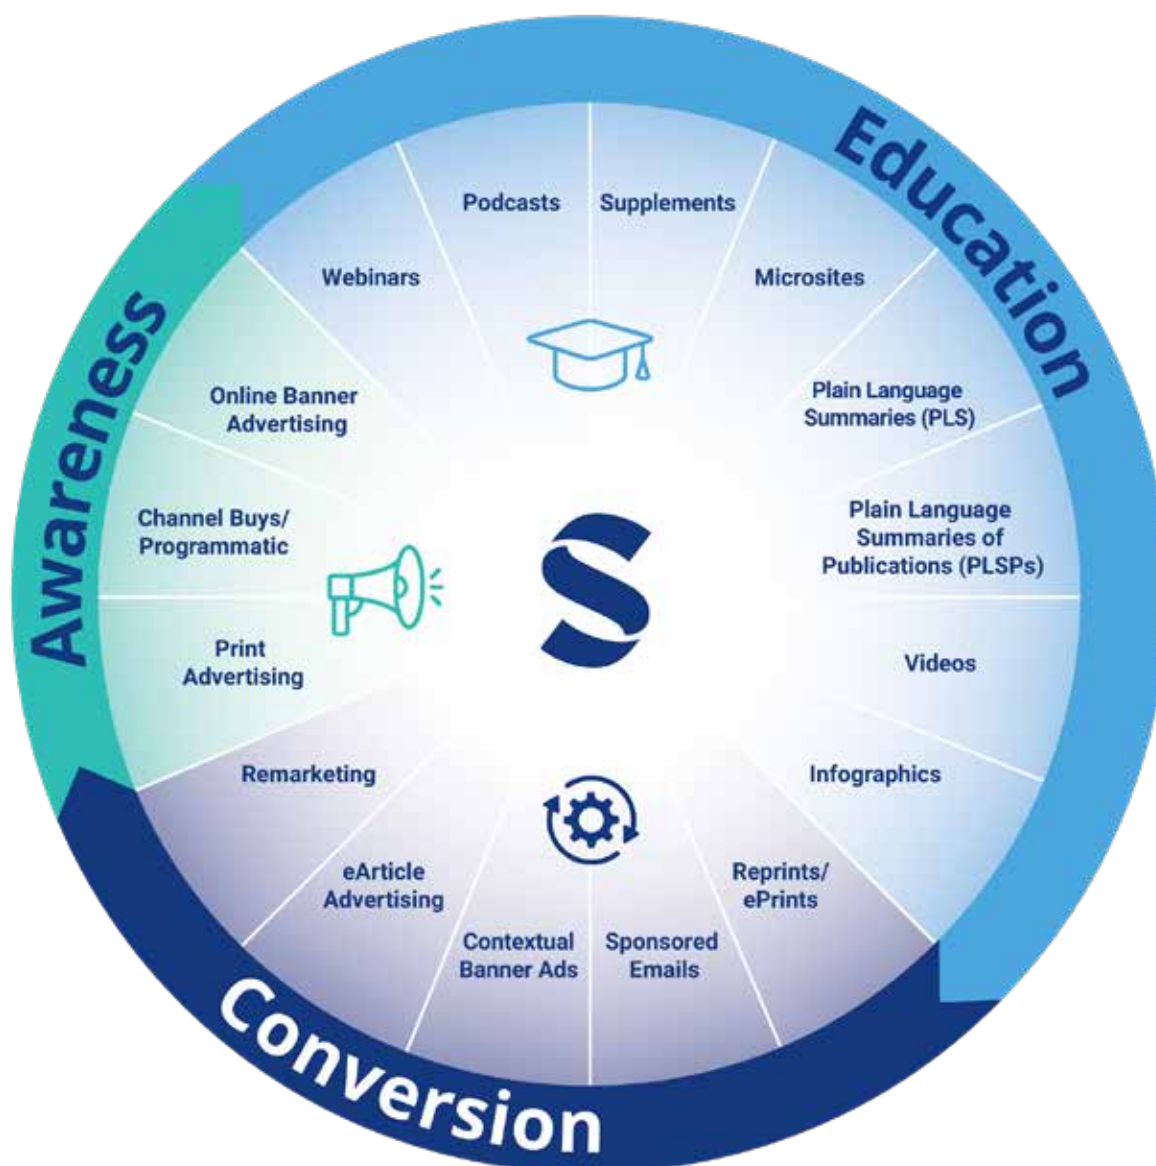 Education
Podcasts
Supplements
Webinars
Microsites
Plain Language
Summaries (PLS)
Plain Language
Summaries of
Publications (PLSPs)
Videos
Infographics
Conversion
Reprints/
ePrints
Sponsored
Emails
Contextual
Banner Ads
eArticle
Advertising
Remarketing
Awareness
Print
Advertising
Channel Buys/
Programmatic
Online Banner
Advertising
S